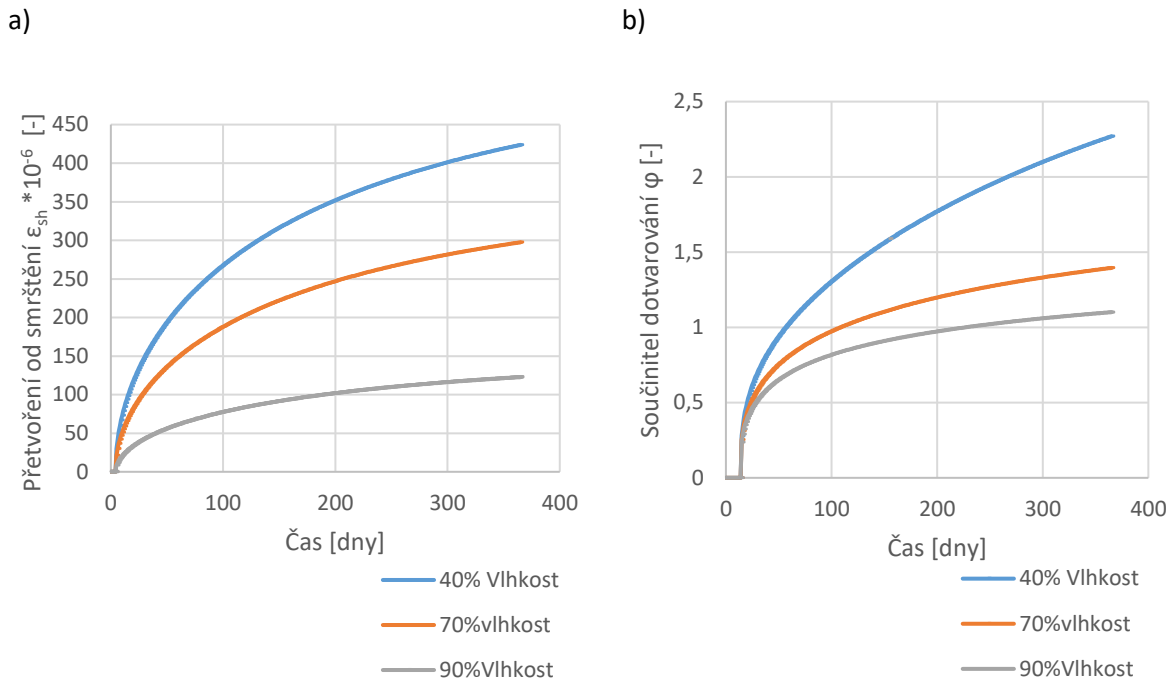 a)
Přetvoření od smrštění ε_sh *10^-6 [-]
450
400
350
300
250
200
150
100
50
0
0 100 200 300 400
Čas [dny]
40% Vlhkost
70%vlhkost
90%Vlhkost
b)
Součinitel dotvarování φ [-]
2,5
2
1,5
1
0,5
0
0 100 200 300 400
Čas [dny]
40% Vlhkost
70%vlhkost
90%Vlhkost